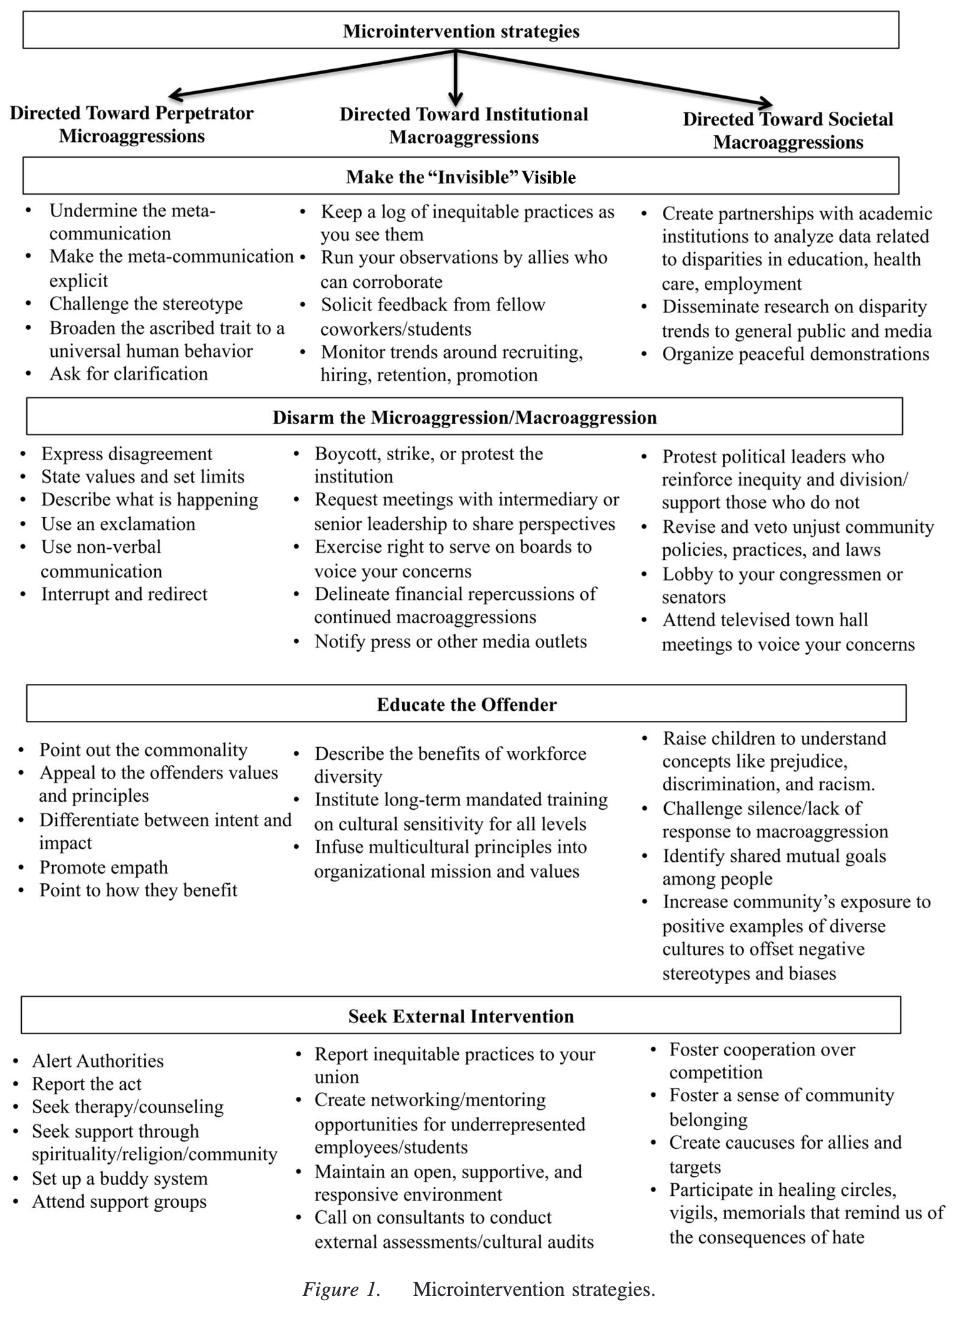 Microintervention strategies
Directed Toward Perpetrator
Microaggressions
Directed Toward Institutional
Macroaggressions
Directed Toward Societal
Macroaggressions
Make the “Invisible” Visible
• Undermine the meta-
communication
• Make the meta-communication
explicit
• Challenge the stereotype
• Broaden the ascribed trait to a
universal human behavior
• Ask for clarification
• Keep a log of inequitable practices as
you see them
• Run your observations by allies who
can corroborate
• Solicit feedback from fellow
coworkers/students
• Monitor trends around recruiting,
hiring, retention, promotion
• Create partnerships with academic
institutions to analyze data related
to disparities in education, health
care, employment
• Disseminate research on disparity
trends to general public and media
• Organize peaceful demonstrations
Disarm the Microaggression/Macroaggression
• Express disagreement
• State values and set limits
• Describe what is happening
• Use an exclamation
• Use non-verbal
communication
• Interrupt and redirect
• Boycott, strike, or protest the
institution
• Request meetings with intermediary or
senior leadership to share perspectives
• Exercise right to serve on boards to
voice your concerns
• Delineate financial repercussions of
continued macroaggressions
• Notify press or other media outlets
• Protest political leaders who
reinforce inequity and division/
support those who do not
• Revise and veto unjust community
policies, practices, and laws
• Lobby to your congressmen or
senators
• Attend televised town hall
meetings to voice your concerns
Educate the Offender
• Point out the commonality
• Appeal to the offenders values
and principles
• Differentiate between intent and
impact
• Promote empath
• Point to how they benefit
• Describe the benefits of workforce
diversity
• Institute long-term mandated training
on cultural sensitivity for all levels
• Infuse multicultural principles into
organizational mission and values
• Raise children to understand
concepts like prejudice,
discrimination, and racism.
• Challenge silence/lack of
response to macroaggression
• Identify shared mutual goals
among people
• Increase community’s exposure to
positive examples of diverse
cultures to offset negative
stereotypes and biases
Seek External Intervention
• Alert Authorities
• Report the act
• Seek therapy/counseling
• Seek support through
spirituality/religion/community
• Set up a buddy system
• Attend support groups
• Report inequitable practices to your
union
• Create networking/mentoring
opportunities for underrepresented
employees/students
• Maintain an open, supportive, and
responsive environment
• Call on consultants to conduct
external assessments/cultural audits
• Foster cooperation over
competition
• Foster a sense of community
belonging
• Create caucuses for allies and
targets
• Participate in healing circles,
vigils, memorials that remind us of
the consequences of hate
Figure 1. Microintervention strategies.